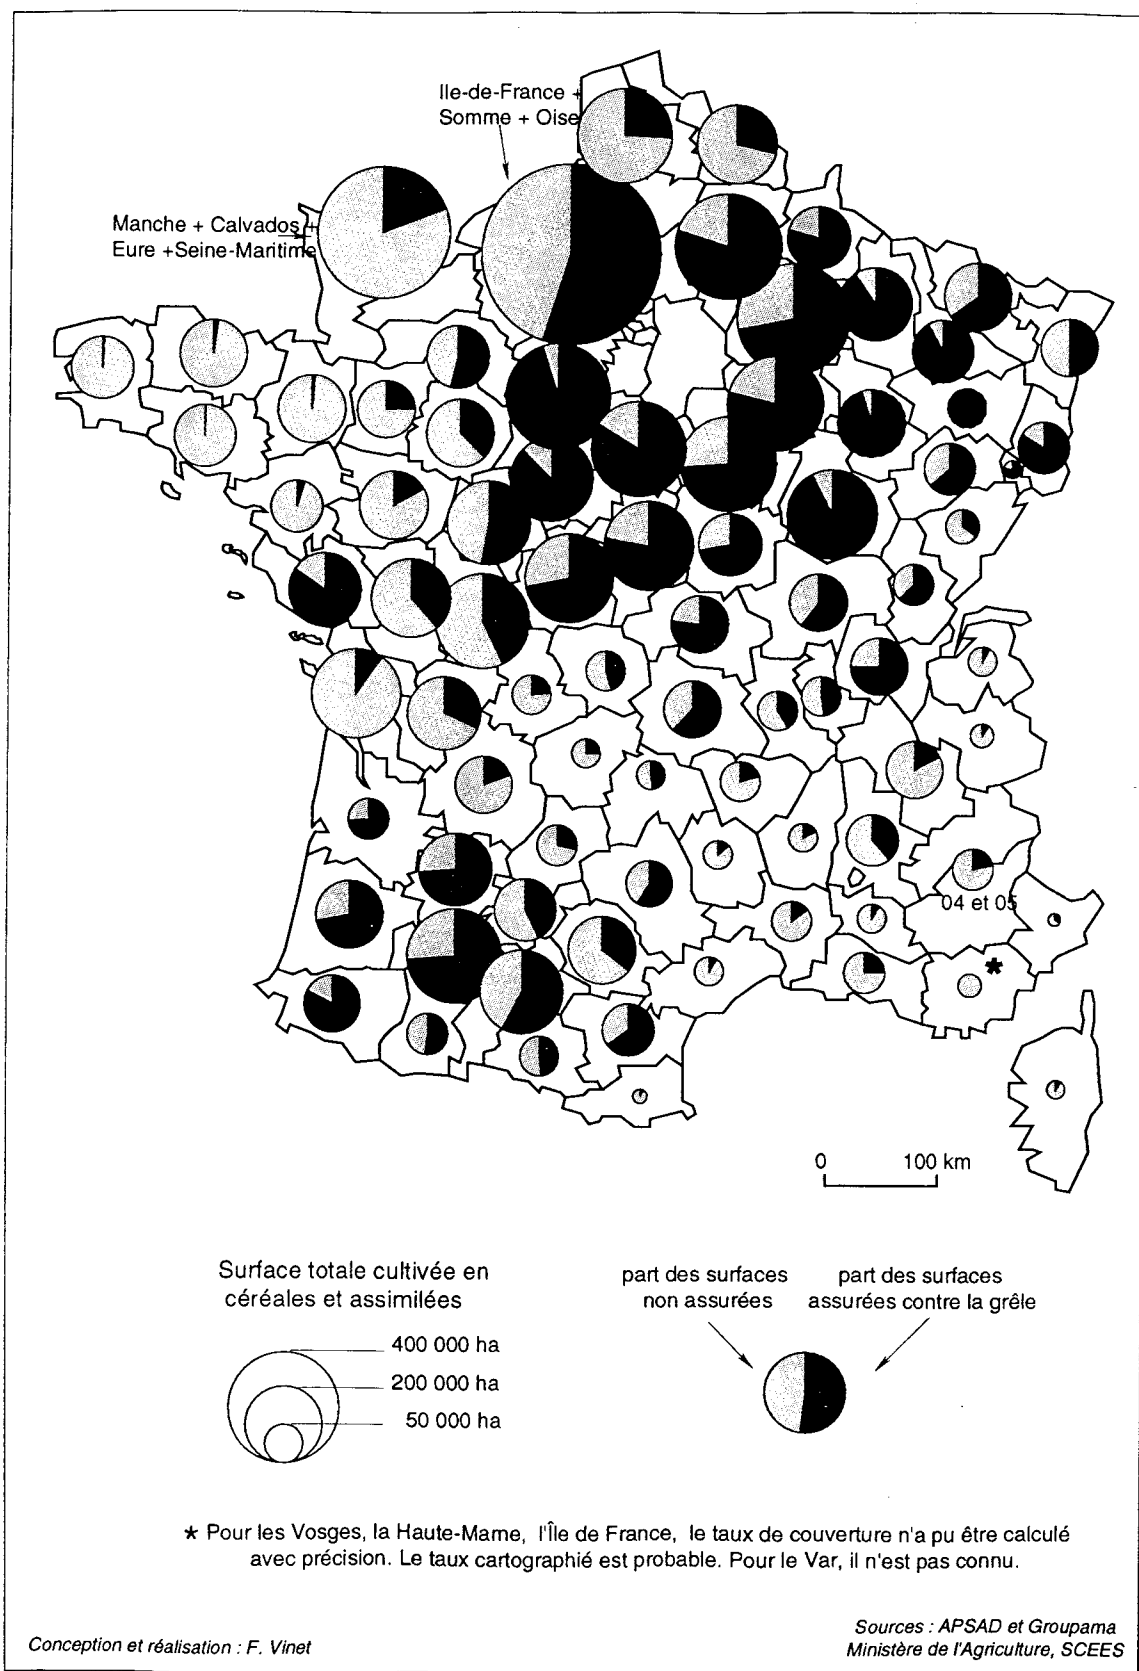 Ile-de-France +
Somme + Oise
Manche + Calvados +
Eure +Seine-Maritime
04 et 05
*
0 100 km
Surface totale cultivée en
céréales et assimilées
400 000 ha
200 000 ha
50 000 ha
part des surfaces
non assurées
part des surfaces
assurées contre la grêle
* Pour les Vosges, la Haute-Mame, l'Île de France, le taux de couverture n'a pu être calculé
avec précision. Le taux cartographié est probable. Pour le Var, il n'est pas connu.
Conception et réalisation : F. Vinet
Sources : APSAD et Groupama
Ministère de l'Agriculture, SCEES